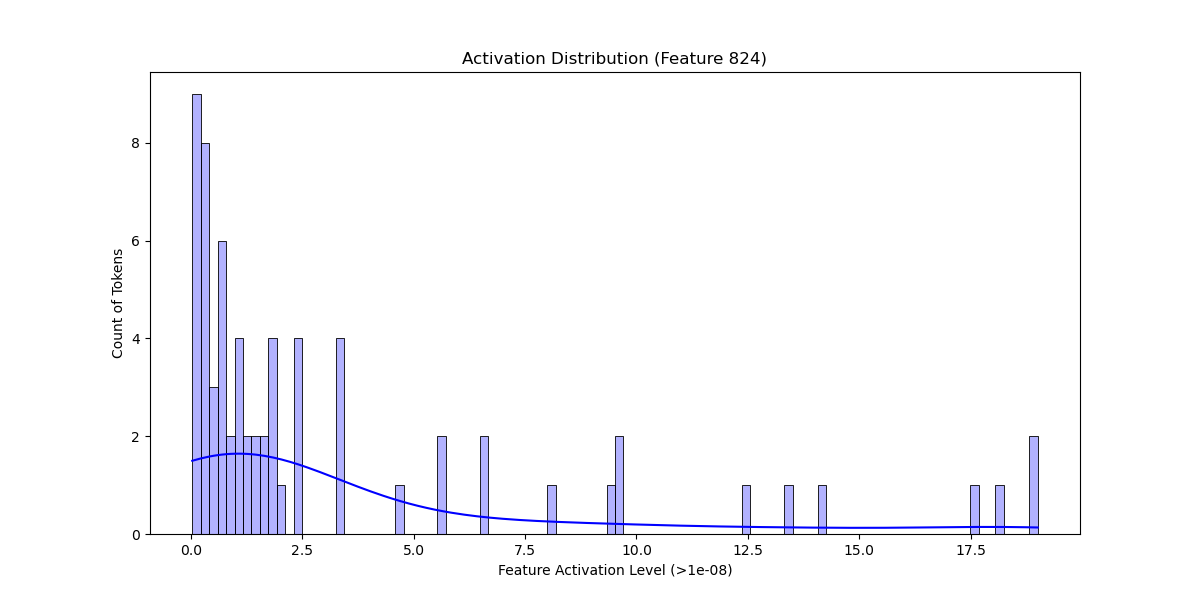 Activation Distribution (Feature 824)
Count of Tokens
8
6
4
2
0
0.0 2.5 5.0 7.5 10.0 12.5 15.0 17.5
Feature Activation Level (>1e-08)